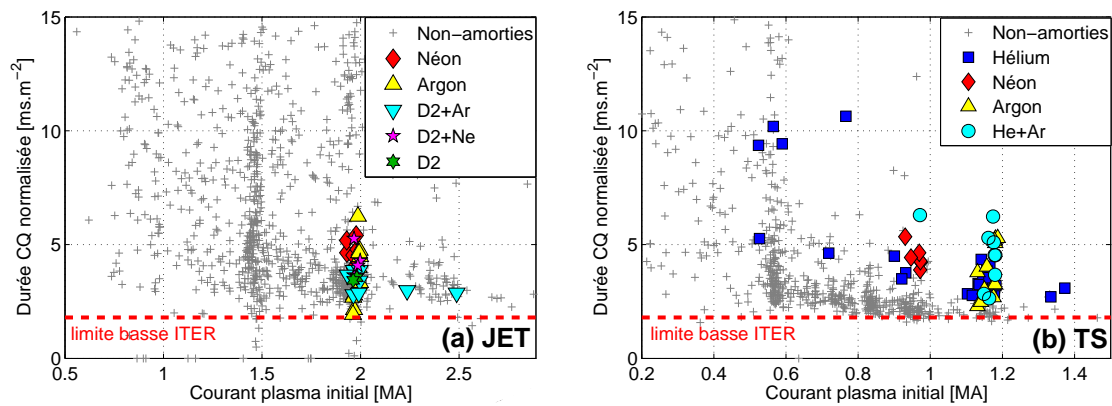 15
10
5
0
0.5
1
1.5
2
2.5
Durée CQ normalisée [ms.m⁻²]
Courant plasma initial [MA]
Non−amorties
Néon
Argon
D2+Ar
D2+Ne
D2
limite basse ITER
(a) JET
15
10
5
0
0.2
0.4
0.6
0.8
1
1.2
1.4
Durée CQ normalisée [ms.m⁻²]
Courant plasma initial [MA]
Non−amorties
Hélium
Néon
Argon
He+Ar
limite basse ITER
(b) TS